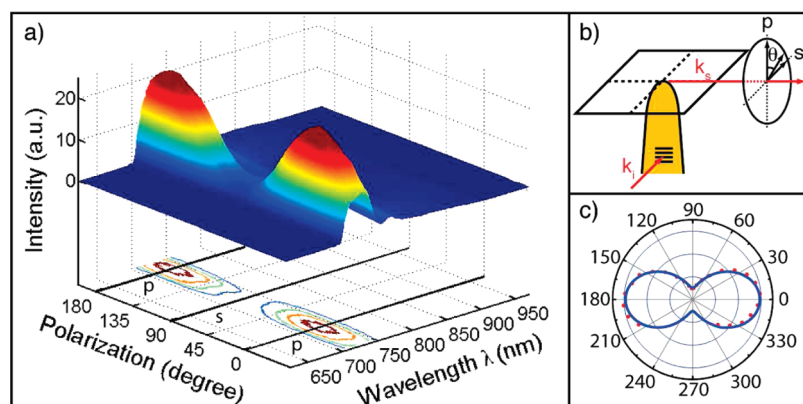 a)
Intensity (a.u.)
20
10
0
180
135
90
45
0
Polarization (degree)
p
s
p
650
700
750
800
850
900
950
Wavelength λ (nm)
b)
p
θ
s
k_s
k_i
c)
90
120
60
150
30
180
0
210
330
240
300
270